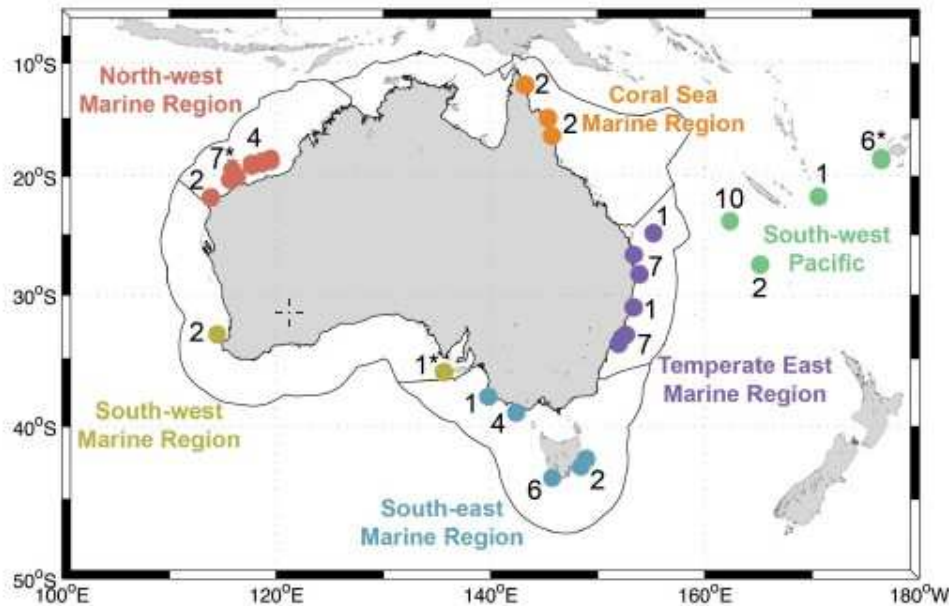 10°S
20°S
30°S
40°S
50°S
North-west
Marine Region
4
7*
2
2
Coral Sea
2
Marine Region
6*
1
10
South-west
Pacific
2
1
7
1
7
Temperate East
Marine Region
2
South-west
Marine Region
1*
1
4
6
2
South-east
Marine Region
100°E
120°E
140°E
160°E
180°W